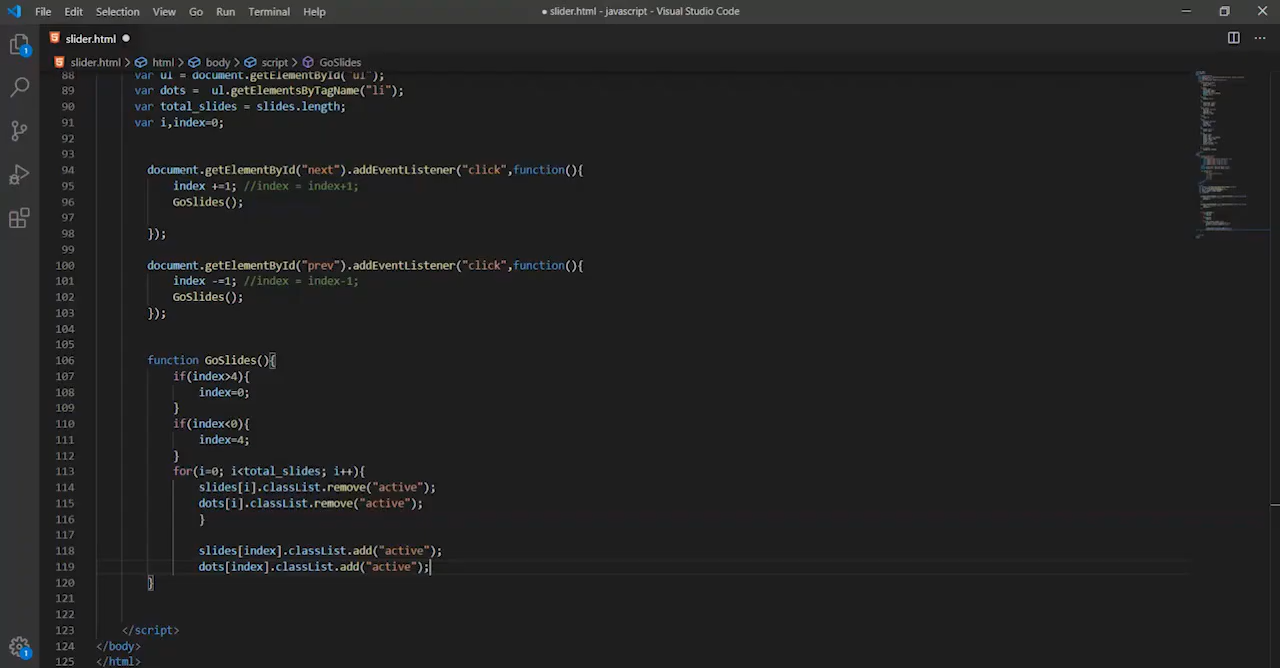 File Edit Selection View Go Run Terminal Help
● slider.html - javascript - Visual Studio Code
slider.html ●
slider.html > html > body > script > GoSlides
88 var ul = document.getElementById("ul");
89 var dots =  ul.getElementsByTagName("li");
90 var total_slides = slides.length;
91 var i,index=0;
92
93
94 document.getElementById("next").addEventListener("click",function(){
95 index +=1; //index = index+1;
96 GoSlides();
97
98 });
99
100 document.getElementById("prev").addEventListener("click",function(){
101 index -=1; //index = index-1;
102 GoSlides();
103 });
104
105
106 function GoSlides(){
107 if(index>4){
108 index=0;
109 }
110 if(index<0){
111 index=4;
112 }
113 for(i=0; i<total_slides; i++){
114 slides[i].classList.remove("active");
115 dots[i].classList.remove("active");
116 }
117
118 slides[index].classList.add("active");
119 dots[index].classList.add("active");
120 }
121
122
123 </script>
124 </body>
125 </html>
1
1